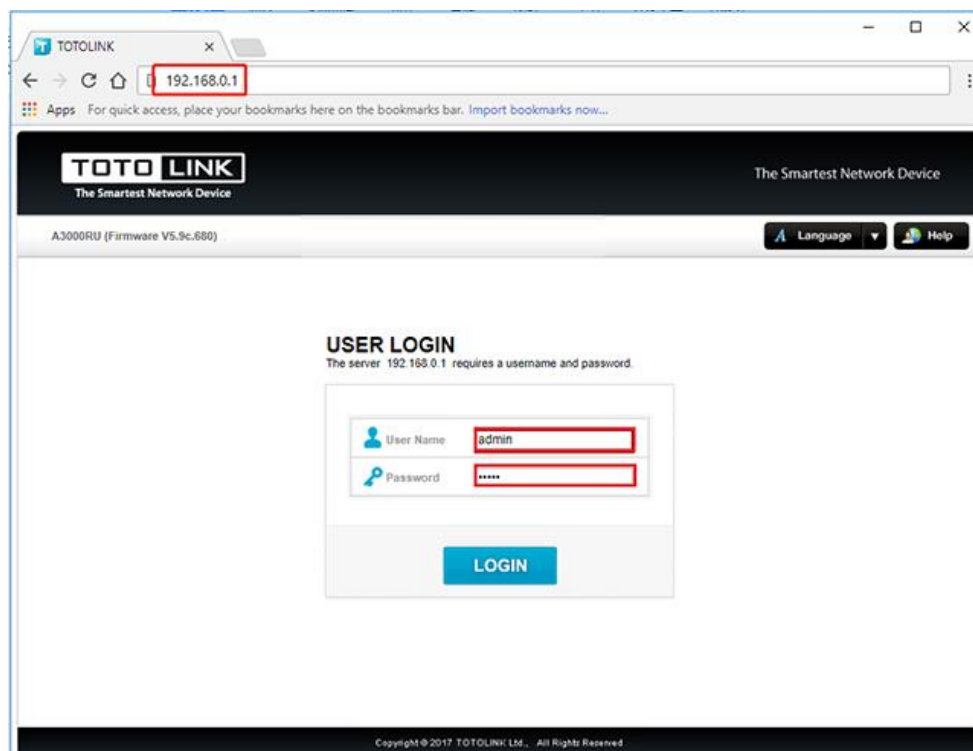 TOTOLINK
192.168.0.1
Apps For quick access, place your bookmarks here on the bookmarks bar. Import bookmarks now...
TOTO LINK
The Smartest Network Device
The Smartest Network Device
A3000RU (Firmware V5.9c.680)
A Language
Help
USER LOGIN
The server 192.168.0.1 requires a username and password.
User Name
admin
Password
•••••
LOGIN
Copyright © 2017 TOTOLINK Ltd., All Rights Reserved